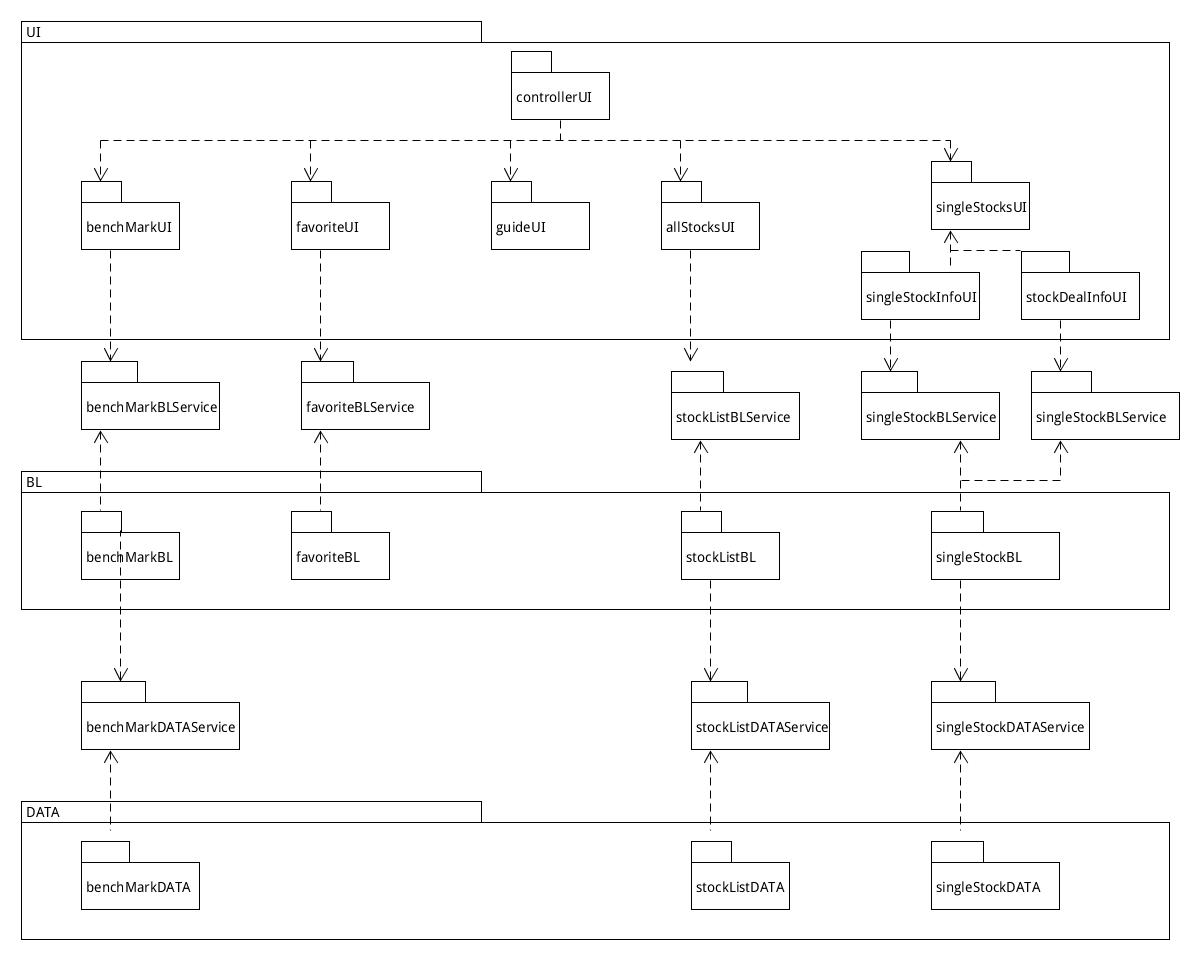 UI
controllerUI
benchMarkUI
favoriteUI
guideUI
allStocksUI
singleStocksUI
singleStockInfoUI
stockDealInfoUI
benchMarkBLService
favoriteBLService
stockListBLService
singleStockBLService
singleStockBLService
BL
benchMarkBL
favoriteBL
stockListBL
singleStockBL
benchMarkDATAService
stockListDATAService
singleStockDATAService
DATA
benchMarkDATA
stockListDATA
singleStockDATA